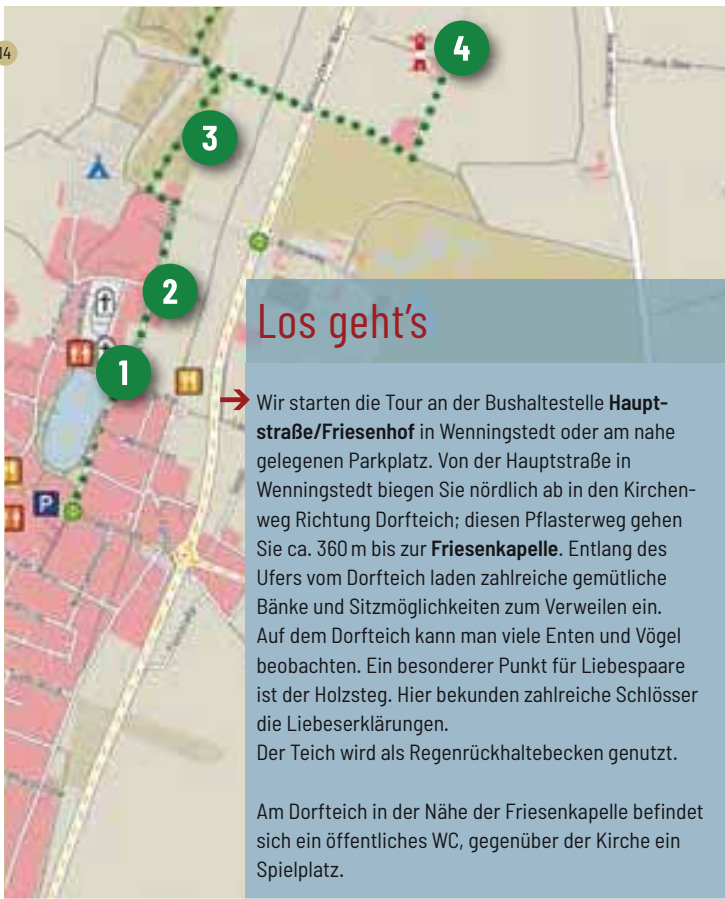 14
4
3
2
1
P
Los geht's
Wir starten die Tour an der Bushaltestelle Haupt-
straße/Friesenhof in Wenningstedt oder am nahe
gelegenen Parkplatz. Von der Hauptstraße in
Wenningstedt biegen Sie nördlich ab in den Kirchen-
weg Richtung Dorfteich; diesen Pflasterweg gehen
Sie ca. 360 m bis zur Friesenkapelle. Entlang des
Ufers vom Dorfteich laden zahlreiche gemütliche
Bänke und Sitzmöglichkeiten zum Verweilen ein.
Auf dem Dorfteich kann man viele Enten und Vögel
beobachten. Ein besonderer Punkt für Liebespaare
ist der Holzsteg. Hier bekunden zahlreiche Schlösser
die Liebeserklärungen.
Der Teich wird als Regenrückhaltebecken genutzt.
Am Dorfteich in der Nähe der Friesenkapelle befindet
sich ein öffentliches WC, gegenüber der Kirche ein
Spielplatz.